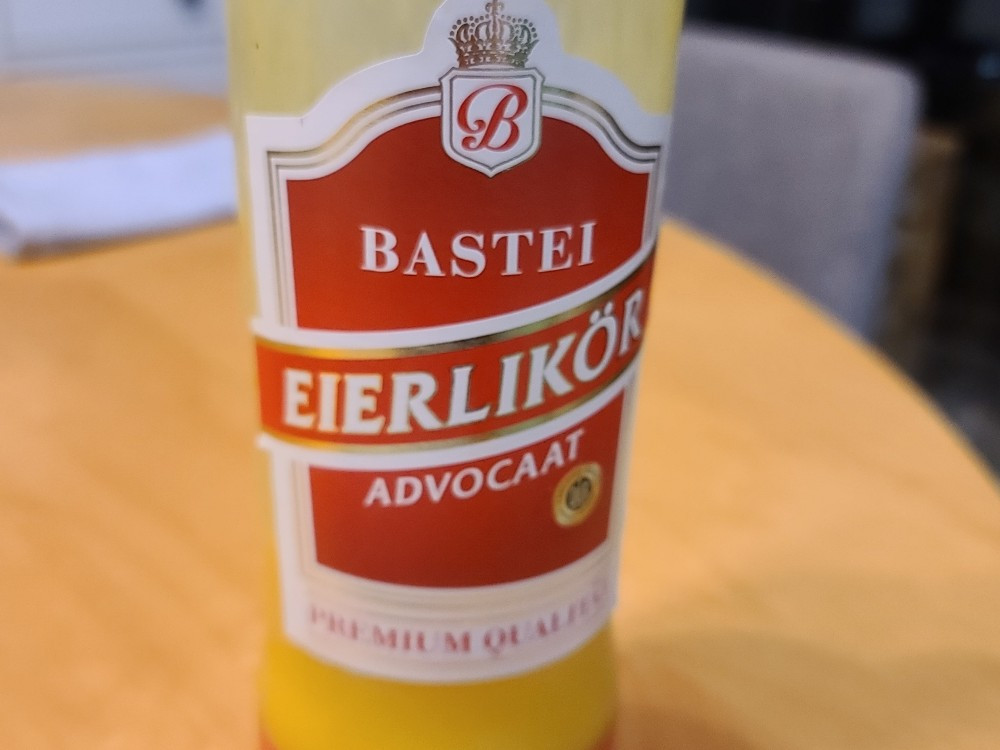 B
BASTEI
EIERLIKÖR
ADVOCAAT
PREMIUM QUALITÄT